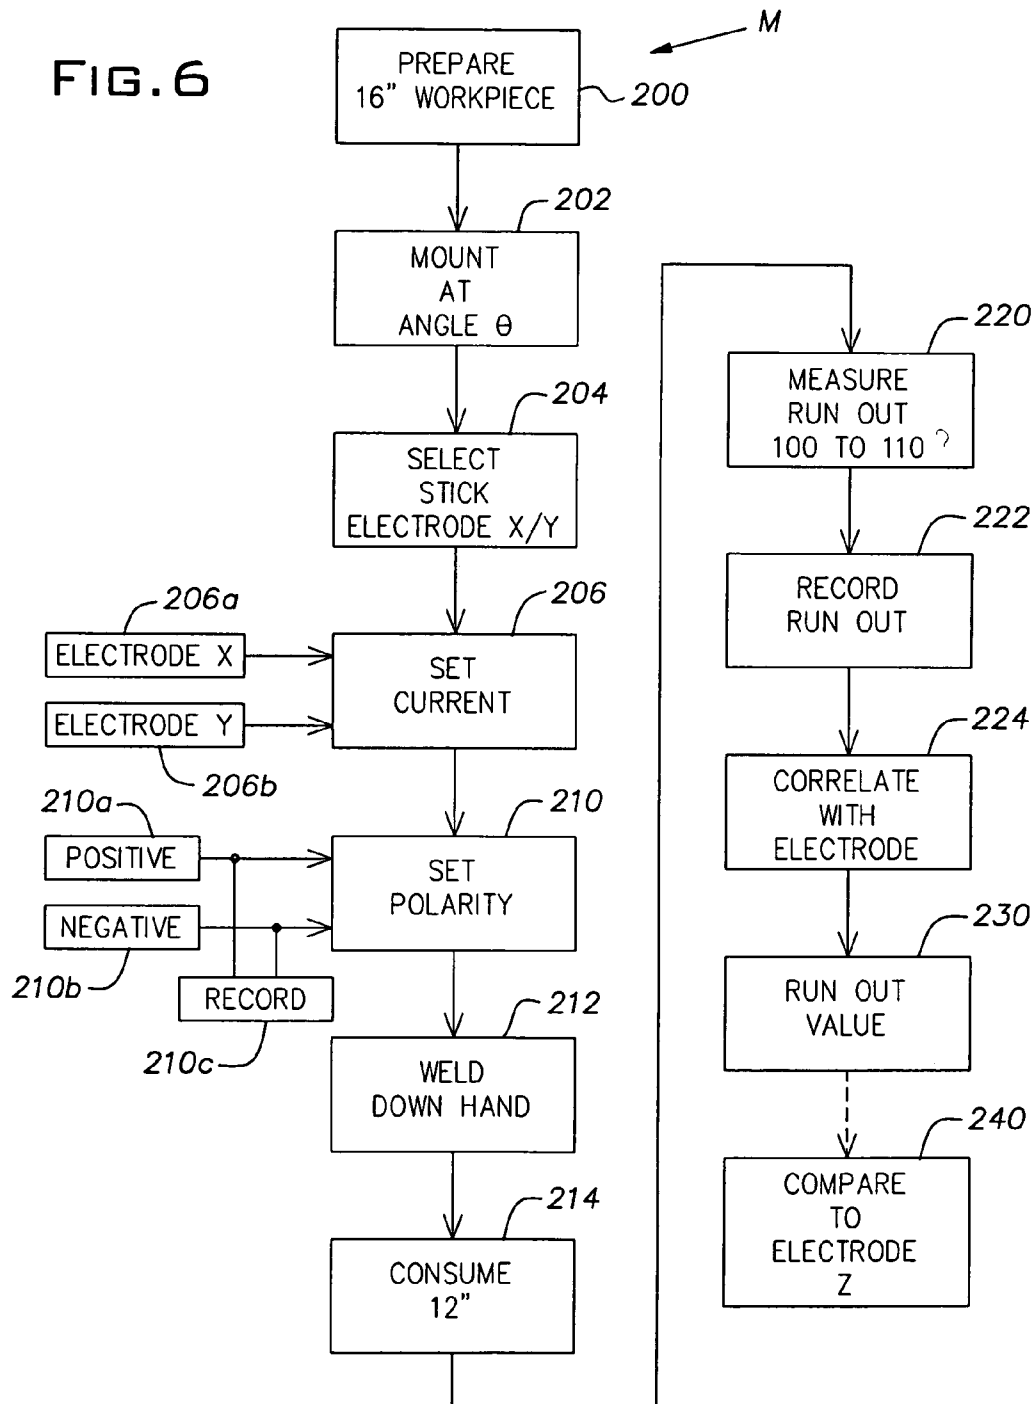 FIG. 6
M
PREPARE
16" WORKPIECE
200
202
MOUNT
AT
ANGLE θ
204
SELECT
STICK
ELECTRODE X/Y
206a
ELECTRODE X
206
SET
CURRENT
ELECTRODE Y
206b
210a
POSITIVE
210
SET
POLARITY
NEGATIVE
210b
RECORD
210c
212
WELD
DOWN HAND
214
CONSUME
12"
220
MEASURE
RUN OUT
100 TO 110 ?
222
RECORD
RUN OUT
224
CORRELATE
WITH
ELECTRODE
230
RUN OUT
VALUE
240
COMPARE
TO
ELECTRODE
Z